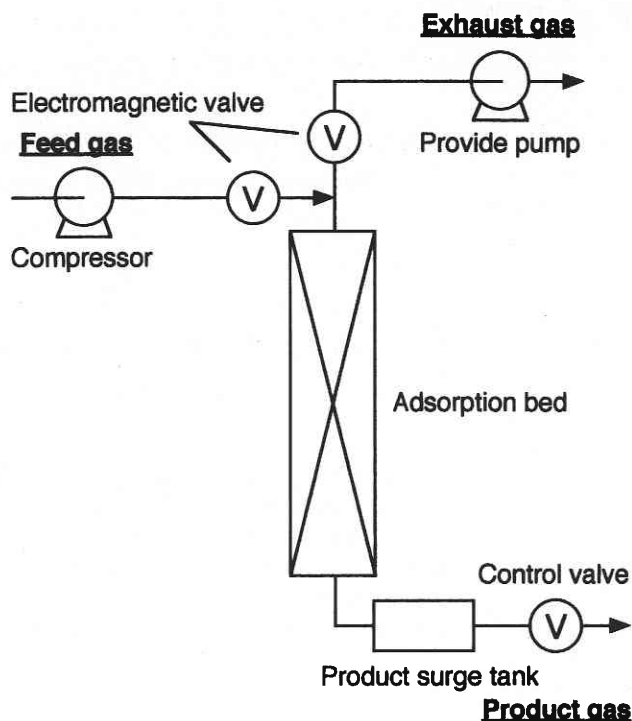 Exhaust gas
Electromagnetic valve
V
Provide pump
Feed gas
V
Compressor
Adsorption bed
Control valve
V
Product surge tank
Product gas